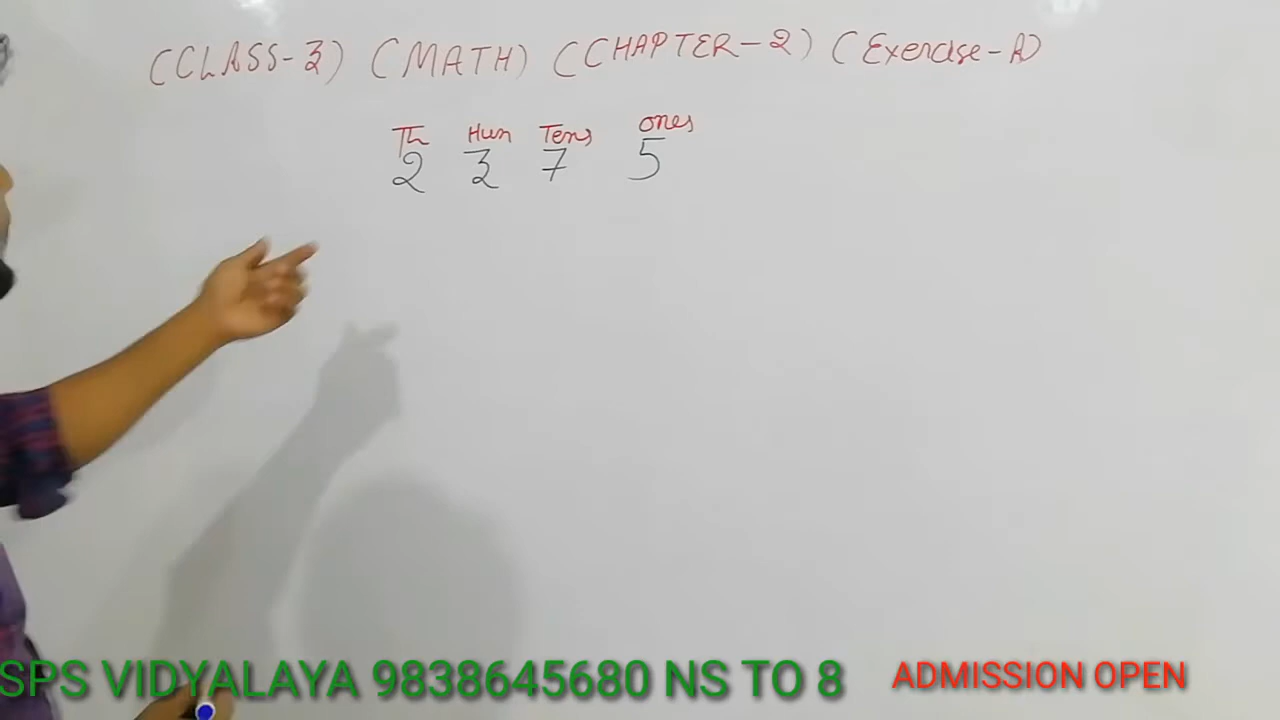 (CLASS-3) (MATH) (CHAPTER-2) (Exercise-A)
Th Hun Tens ones
2 3 7 5
SPS VIDYALAYA 9838645680 NS TO 8 ADMISSION OPEN